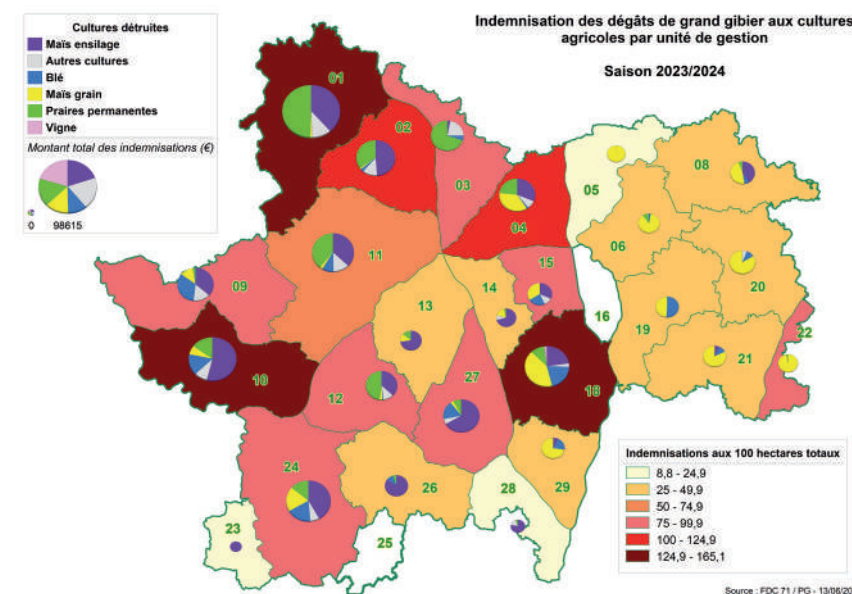 Indemnisation des dégâts de grand gibier aux cultures
agricoles par unité de gestion
Saison 2023/2024
Cultures détruites
Maïs ensilage
Autres cultures
Blé
Maïs grain
Praires permanentes
Vigne
Montant total des indemnisations (€)
0 98615
01
02
03
04
05
08
06
11
09
15
14
13
16
20
19
22
21
10
12
27
18
24
26
28
29
23
25
Indemnisations aux 100 hectares totaux
8,8 - 24,9
25 - 49,9
50 - 74,9
75 - 99,9
100 - 124,9
124,9 - 165,1
Source : FDC 71 / PG - 13/06/20